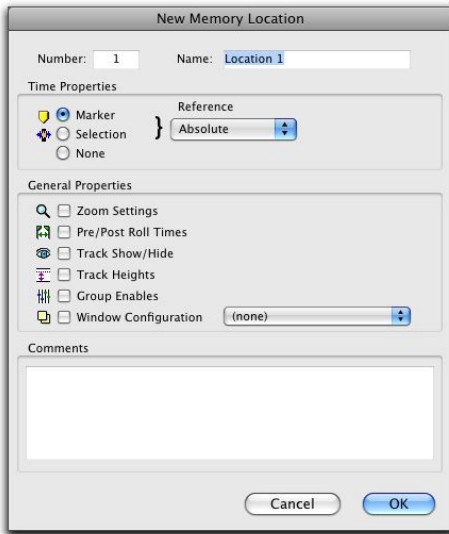 New Memory Location
Number: 1 Name: Location 1
Time Properties
Marker
Selection
None
Reference
Absolute
General Properties
Zoom Settings
Pre/Post Roll Times
Track Show/Hide
Track Heights
Group Enables
Window Configuration (none)
Comments
Cancel OK